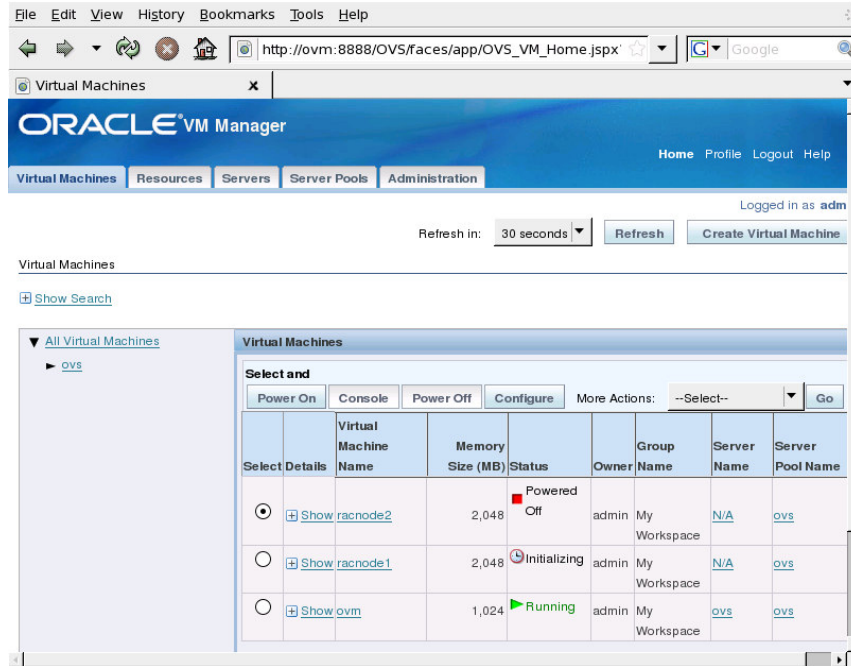 File Edit View History Bookmarks Tools Help
http://ovm:8888/OVS/faces/app/OVS_VM_Home.jspx
G Google
Virtual Machines x
ORACLE VM Manager
Home Profile Logout Help
Virtual Machines Resources Servers Server Pools Administration
Logged in as adm
Refresh in: 30 seconds Refresh Create Virtual Machine
Virtual Machines
Show Search
All Virtual Machines
ovs
Virtual Machines
Select and
Power On Console Power Off Configure More Actions: --Select-- Go
Select Details Virtual Machine Name Memory Size (MB) Status Owner Group Name Server Name Server Pool Name
Show racnode2 2,048 Powered Off admin My Workspace N/A ovs
Show racnode1 2,048 Initializing admin My Workspace N/A ovs
Show ovm 1,024 Running admin My Workspace ovs ovs